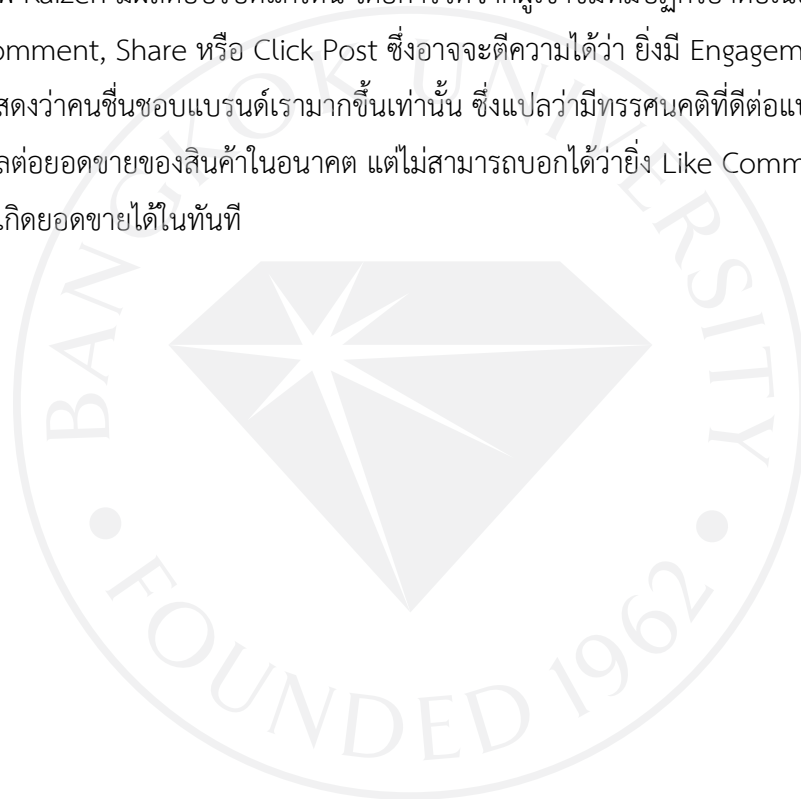 Kaizen
omment, Share หรือ Click Post ซึ่งอาจจะตีความได้ว่า ยิ่งมี Engagem
สดงว่าคนชื่นชอบแบรนด์เรามากขึ้นเท่านั้น ซึ่งแปลว่ามีทรรศนคติที่ดีต่อแ
ลต่อยอดขายของสินค้าในอนาคต แต่ไม่สามารถบอกได้ว่ายิ่ง Like Comm
เกิดยอดขายได้ในทันที
BANGKOK UNIVERSITY
• FOUNDED 1962 •